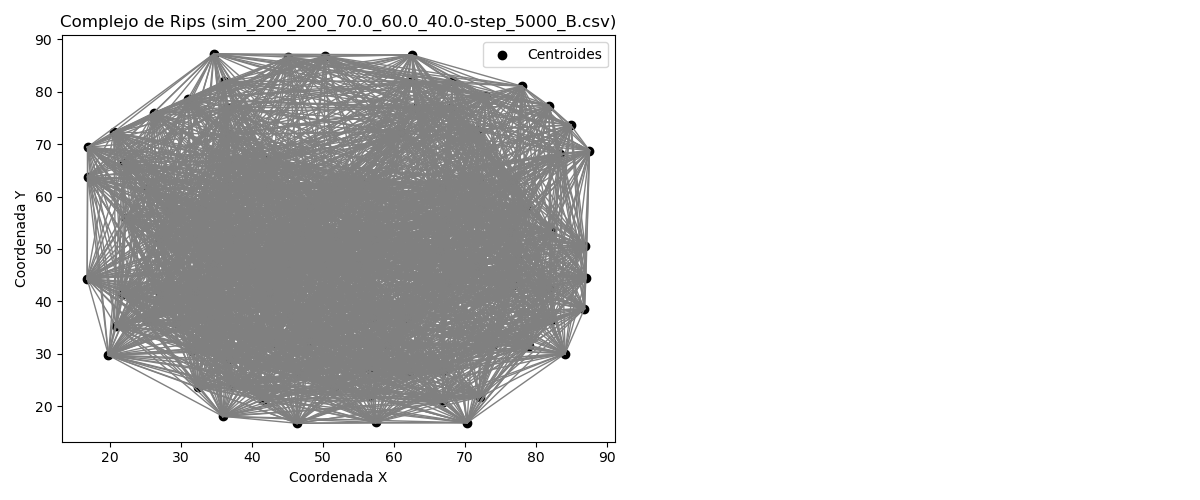 Complejo de Rips (sim_200_200_70.0_60.0_40.0-step_5000_B.csv)
90
80
70
60
50
40
30
20
Coordenada Y
Centroides
20 30 40 50 60 70 80 90
Coordenada X